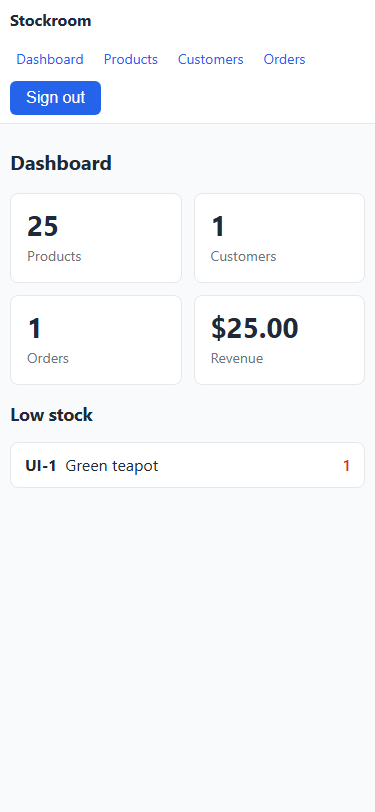 Stockroom
Dashboard Products Customers Orders
Sign out
Dashboard
25
Products
1
Customers
1
Orders
$25.00
Revenue
Low stock
UI-1 Green teapot 1